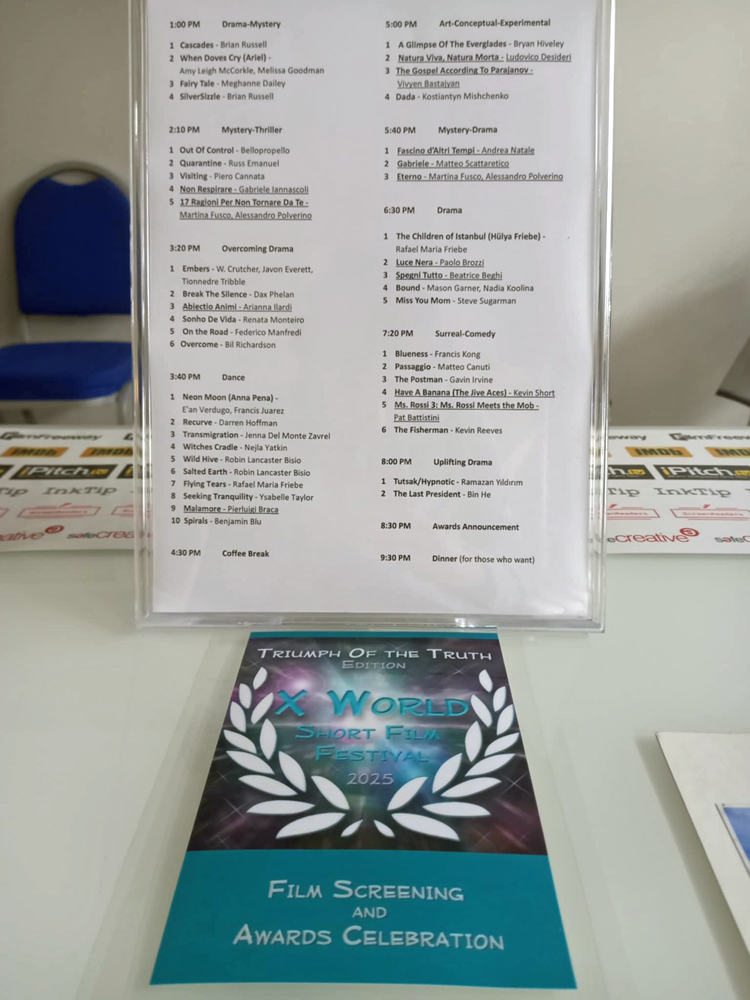 1:00 PM Drama-Mystery
1 Cascades - Brian Russell
2 When Doves Cry (Ariel) -
Amy Leigh McCorkle, Melissa Goodman
3 Fairy Tale - Meghanne Dailey
4 SilverSizzle - Brian Russell
2:10 PM Mystery-Thriller
1 Out Of Control - Bellopropello
2 Quarantine - Russ Emanuel
3 Visiting - Piero Cannata
4 Non Respirare - Gabriele Iannascoli
5 17 Ragioni Per Non Tornare Da Te -
Martina Fusco, Alessandro Polverino
3:20 PM Overcoming Drama
1 Embers - W. Crutcher, Javon Everett,
Tionnedre Tribble
2 Break The Silence - Dax Phelan
3 Abiectio Animi - Arianna Ilardi
4 Sonho De Vida - Renata Monteiro
5 On the Road - Federico Manfredi
6 Overcome - Bil Richardson
3:40 PM Dance
1 Neon Moon (Anna Pena) -
E'an Verdugo, Francis Juarez
2 Recurve - Darren Hoffman
3 Transmigration - Jenna Del Monte Zavrel
4 Witches Cradle - Nejla Yatkin
5 Wild Hive - Robin Lancaster Bisio
6 Salted Earth - Robin Lancaster Bisio
7 Flying Tears - Rafael Maria Friebe
8 Seeking Tranquility - Ysabelle Taylor
9 Malamore - Pierluigi Braca
10 Spirals - Benjamin Blu
4:30 PM Coffee Break
5:00 PM Art-Conceptual-Experimental
1 A Glimpse Of The Everglades - Bryan Hiveley
2 Natura Viva, Natura Morta - Ludovico Desideri
3 The Gospel According To Parajanov -
Vivyen Bastajyan
4 Dada - Kostiantyn Mishchenko
5:40 PM Mystery-Drama
1 Fascino d'Altri Tempi - Andrea Natale
2 Gabriele - Matteo Scattaretico
3 Eterno - Martina Fusco, Alessandro Polverino
6:30 PM Drama
1 The Children of Istanbul (Hülya Friebe) -
Rafael Maria Friebe
2 Luce Nera - Paolo Brozzi
3 Spegni Tutto - Beatrice Beghi
4 Bound - Mason Garner, Nadia Koolina
5 Miss You Mom - Steve Sugarman
7:20 PM Surreal-Comedy
1 Blueness - Francis Kong
2 Passaggio - Matteo Canuti
3 The Postman - Gavin Irvine
4 Have A Banana (The Jive Aces) - Kevin Short
5 Ms. Rossi 3: Ms. Rossi Meets the Mob -
Pat Battistini
6 The Fisherman - Kevin Reeves
8:00 PM Uplifting Drama
1 Tutsak/Hypnotic - Ramazan Yıldırım
2 The Last President - Bin He
8:30 PM Awards Announcement
9:30 PM Dinner (for those who want)
IMDb
iPitch.tv
InkTip
safeCreative
IMDb
iPitch.tv
InkTip
Triumph Of the Truth
Edition
X World
Short Film
Festival
2025
Film Screening
and
Awards Celebration